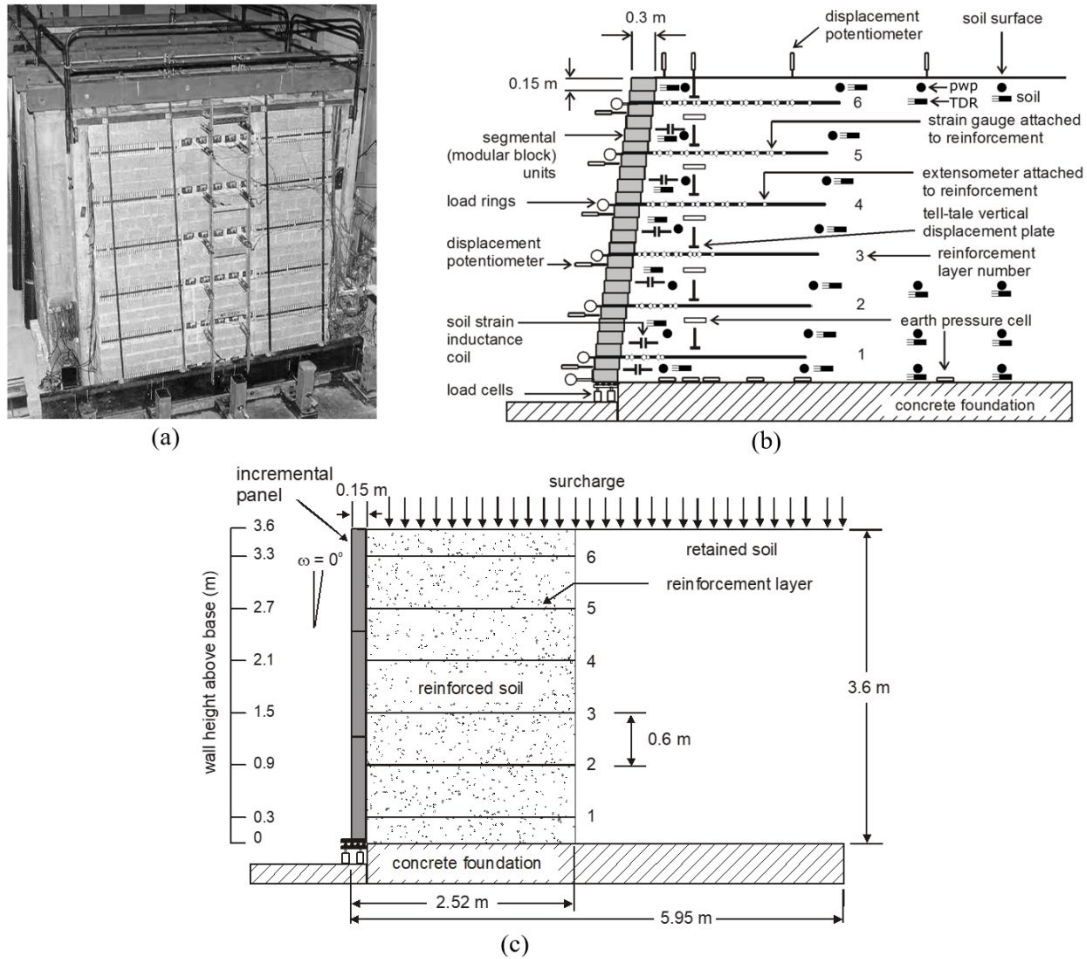 (a)
0.3 m
displacement
potentiometer
soil surface
0.15 m
pwp
TDR
soil
6
segmental
(modular block)
units
strain gauge attached
to reinforcement
5
load rings
extensometer attached
to reinforcement
4
tell-tale vertical
displacement plate
displacement
potentiometer
3
reinforcement
layer number
2
soil strain
inductance
coil
earth pressure cell
1
load cells
concrete foundation
(b)
incremental
panel
0.15 m
surcharge
wall height above base (m)
3.6
3.3
2.7
2.1
1.5
0.9
0.3
0
ω = 0°
6
5
4
3
2
1
retained soil
reinforcement layer
reinforced soil
0.6 m
3.6 m
concrete foundation
2.52 m
5.95 m
(c)